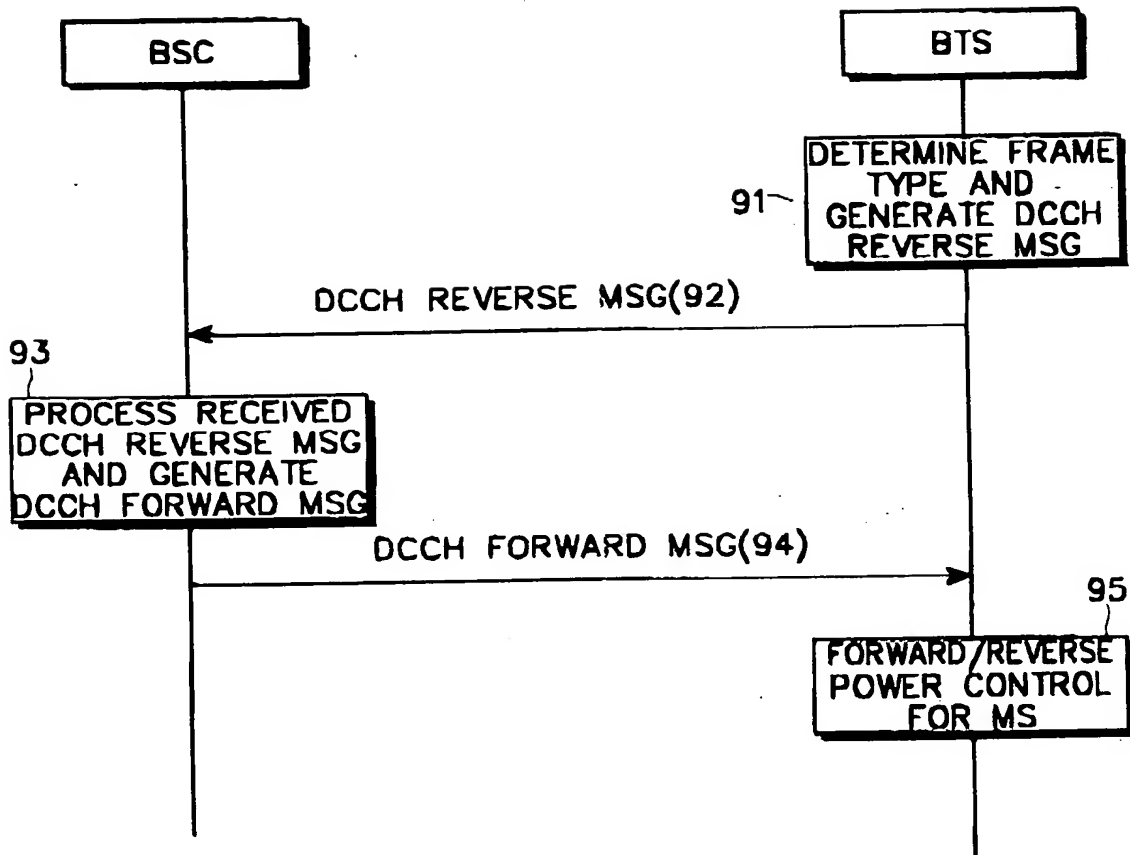 BSC
BTS
DETERMINE FRAME
TYPE AND
GENERATE DCCH
REVERSE MSG
91
DCCH REVERSE MSG(92)
93
PROCESS RECEIVED
DCCH REVERSE MSG
AND GENERATE
DCCH FORWARD MSG
DCCH FORWARD MSG(94)
95
FORWARD/REVERSE
POWER CONTROL
FOR MS